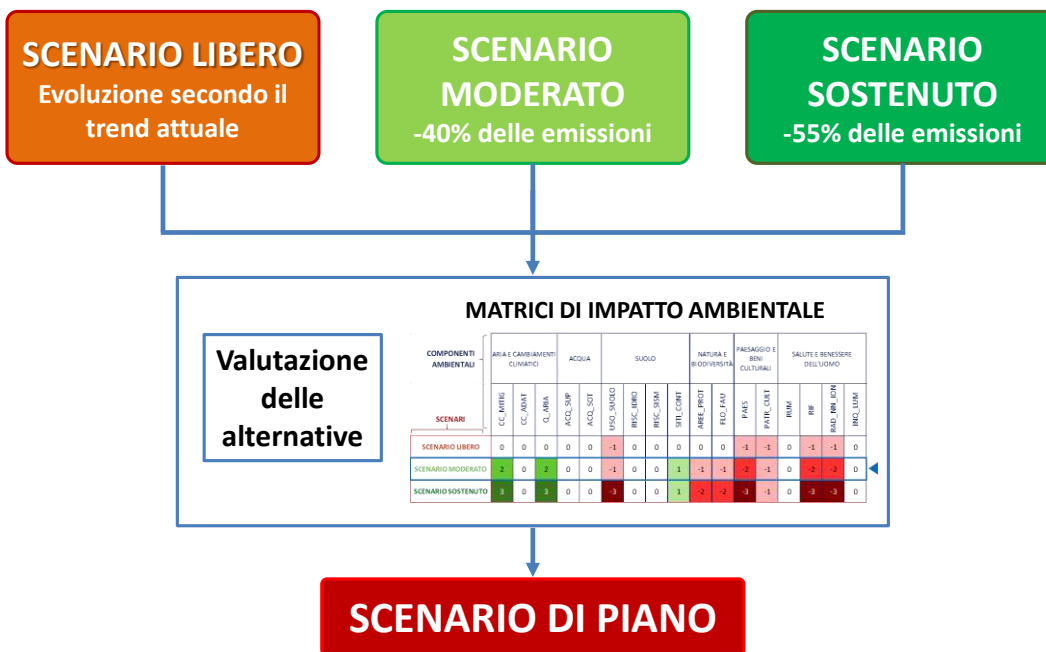 SCENARIO LIBERO
Evoluzione secondo il
trend attuale
SCENARIO
MODERATO
-40% delle emissioni
SCENARIO
SOSTENUTO
-55% delle emissioni
Valutazione
delle
alternative
MATRICI DI IMPATTO AMBIENTALE
COMPONENTI
AMBIENTALI
ARIA E CAMBIAMENTI
CLIMATICI
ACQUA
SUOLO
NATURA E
BIODIVERSITÀ
PAESAGGIO E
BENI
CULTURALI
SALUTE E BENESSERE
DELL'UOMO
SCENARI
CC_MITIG
CC_ADAT
Q_ARIA
ACQ_SUP
ACQ_SOT
USO_SUOLO
RISC_IDRO
RISC_SISM
SITI_CONT
AREE_PROT
FLO_FAU
PAES
PATR_CULT
RUM
RIF
RAD_NN_ION
INQ_LUM
SCENARIO LIBERO 0 0 0 0 0 -1 0 0 0 0 0 -1 -1 0 -1 -1 0
SCENARIO MODERATO 2 0 2 0 0 -1 0 0 1 -1 -1 -2 -1 0 -2 -2 0
SCENARIO SOSTENUTO 3 0 3 0 0 -3 0 0 1 -2 -2 -3 -1 0 -3 -3 0
SCENARIO DI PIANO